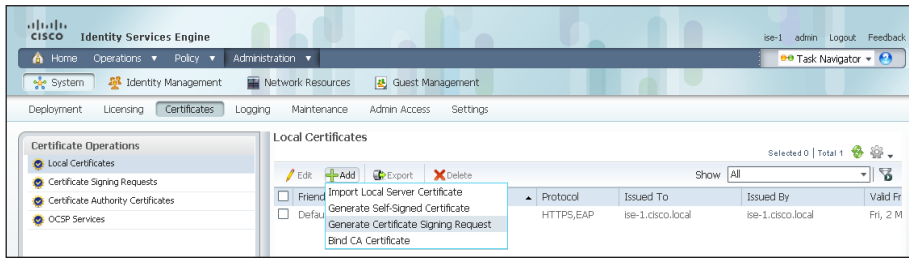 CISCO Identity Services Engine
ise-1 admin Logout Feedback
Home Operations ▼ Policy ▼ Administration ▼
Task Navigator ▼
System Identity Management Network Resources Guest Management
Deployment Licensing Certificates Logging Maintenance Admin Access Settings
Certificate Operations
Local Certificates
Certificate Signing Requests
Certificate Authority Certificates
OCSP Services
Local Certificates
Selected 0 | Total 1
Edit Add Export Delete Show All
Friend
Protocol Issued To Issued By Valid Fr
Defau
HTTPS,EAP ise-1.cisco.local ise-1.cisco.local Fri, 2 M
Import Local Server Certificate
Generate Self-Signed Certificate
Generate Certificate Signing Request
Bind CA Certificate